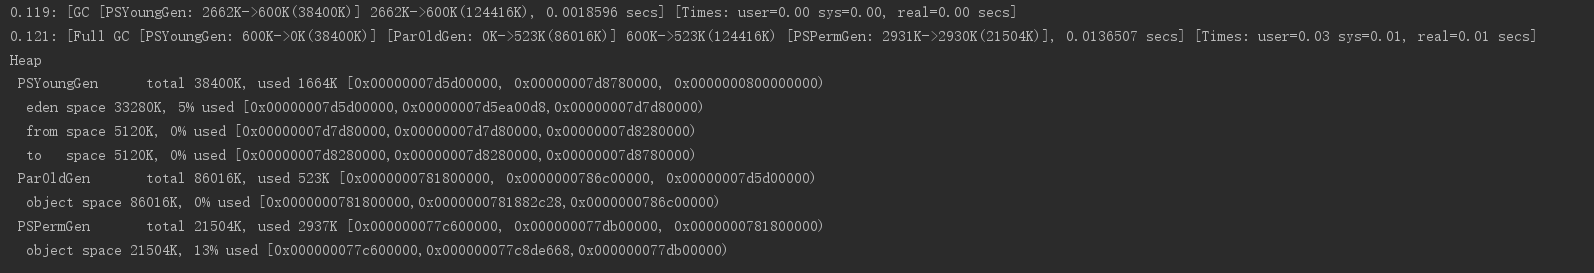 0.119: [GC [PSYoungGen: 2662K->600K(38400K)] 2662K->600K(124416K), 0.0018596 secs] [Times: user=0.00 sys=0.00, real=0.00 secs]
0.121: [Full GC [PSYoungGen: 600K->0K(38400K)] [ParOldGen: 0K->523K(86016K)] 600K->523K(124416K) [PSPermGen: 2931K->2930K(21504K)], 0.0136507 secs] [Times: user=0.03 sys=0.01, real=0.01 secs]
Heap
 PSYoungGen      total 38400K, used 1664K [0x00000007d5d00000, 0x00000007d8780000, 0x0000000800000000)
  eden space 33280K, 5% used [0x00000007d5d00000,0x00000007d5ea00d8,0x00000007d7d80000)
  from space 5120K, 0% used [0x00000007d7d80000,0x00000007d7d80000,0x00000007d8280000)
  to   space 5120K, 0% used [0x00000007d8280000,0x00000007d8280000,0x00000007d8780000)
 ParOldGen       total 86016K, used 523K [0x0000000781800000, 0x0000000786c00000, 0x00000007d5d00000)
  object space 86016K, 0% used [0x0000000781800000,0x0000000781882c28,0x0000000786c00000)
 PSPermGen       total 21504K, used 2937K [0x000000077c600000, 0x000000077db00000, 0x0000000781800000)
  object space 21504K, 13% used [0x000000077c600000,0x000000077c8de668,0x000000077db00000)